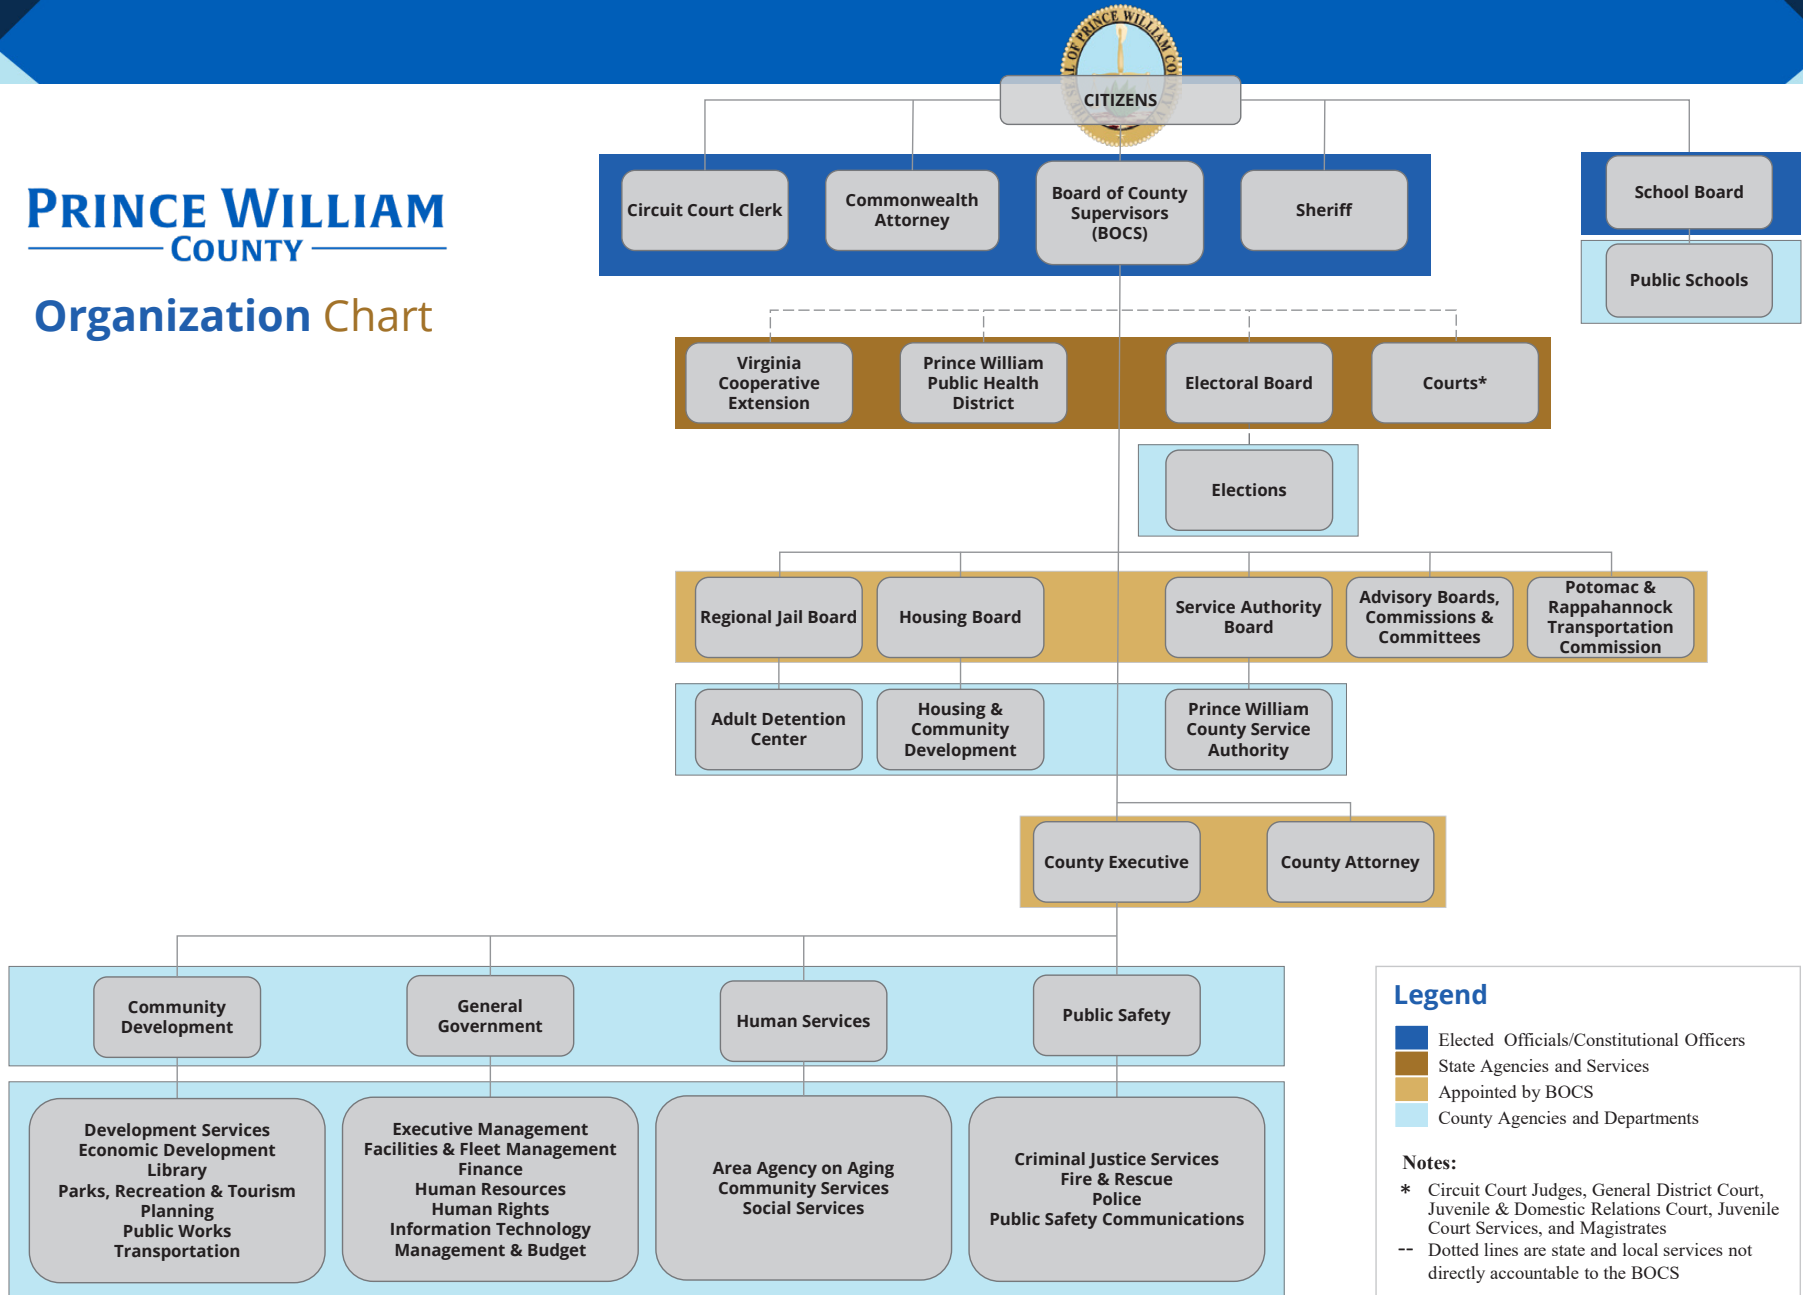 THE SEAL OF PRINCE WILLIAM COUNTY VA
CITIZENS
PRINCE WILLIAM
COUNTY
Organization Chart
Circuit Court Clerk
Commonwealth
Attorney
Board of County
Supervisors
(BOCS)
Sheriff
School Board
Public Schools
Virginia
Cooperative
Extension
Prince William
Public Health
District
Electoral Board
Courts*
Elections
Regional Jail Board
Housing Board
Service Authority
Board
Advisory Boards,
Commissions &
Committees
Potomac &
Rappahannock
Transportation
Commission
Adult Detention
Center
Housing &
Community
Development
Prince William
County Service
Authority
County Executive
County Attorney
Community
Development
General
Government
Human Services
Public Safety
Development Services
Economic Development
Library
Parks, Recreation & Tourism
Planning
Public Works
Transportation
Executive Management
Facilities & Fleet Management
Finance
Human Resources
Human Rights
Information Technology
Management & Budget
Area Agency on Aging
Community Services
Social Services
Criminal Justice Services
Fire & Rescue
Police
Public Safety Communications
Legend
Elected Officials/Constitutional Officers
State Agencies and Services
Appointed by BOCS
County Agencies and Departments
Notes:
* Circuit Court Judges, General District Court,
Juvenile & Domestic Relations Court, Juvenile
Court Services, and Magistrates
-- Dotted lines are state and local services not
directly accountable to the BOCS